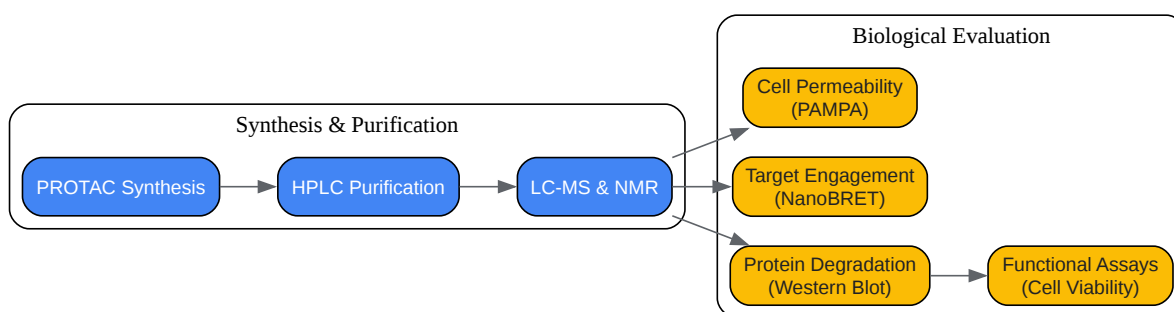 Synthesis & Purification
PROTAC Synthesis
HPLC Purification
LC-MS & NMR
Biological Evaluation
Cell Permeability
(PAMPA)
Target Engagement
(NanoBRET)
Protein Degradation
(Western Blot)
Functional Assays
(Cell Viability)